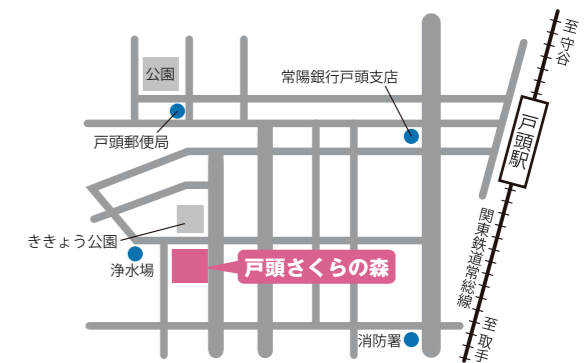 至 守谷
公園
常陽銀行戸頭支店
戸頭郵便局
戸頭駅
ききょう公園
関東鉄道常総線
浄水場
戸頭さくらの森
至 取手
消防署